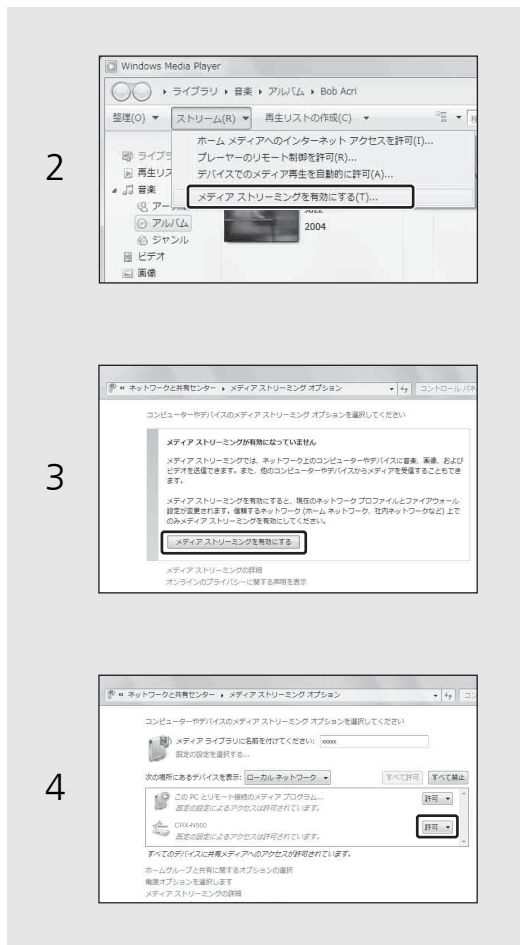 2
Windows Media Player
ライブラリ ▸ 音楽 ▸ アルバム ▸ Bob Acri
整理(O) ▼ ストリーム(R) ▼ 再生リストの作成(C) ▼
ホーム メディアへのインターネット アクセスを許可(I)...
プレーヤーのリモート制御を許可(R)...
デバイスでのメディア再生を自動的に許可(A)...
メディア ストリーミングを有効にする(T)...
ライブラ
再生リス
音楽
アー
アルバム
ジャンル
ビデオ
画像
2004
3
« ネットワークと共有センター ▸ メディア ストリーミング オプション
コントロール パネ
コンピューターやデバイスのメディア ストリーミング オプションを選択してください
メディア ストリーミングが有効になっていません
メディア ストリーミングでは、ネットワーク上のコンピューターやデバイスに音楽、画像、および
ビデオを送信できます。また、他のコンピューターやデバイスからメディアを受信することもでき
ます。
メディア ストリーミングを有効にすると、現在のネットワーク プロファイルとファイアウォール
設定が変更されます。信頼するネットワーク (ホーム ネットワーク、社内ネットワークなど) 上で
のみメディア ストリーミングを有効にしてください。
メディア ストリーミングを有効にする
メディア ストリーミングの詳細
オンラインのプライバシーに関する声明を表示
4
« ネットワークと共有センター ▸ メディア ストリーミング オプション
コン
コンピューターやデバイスのメディア ストリーミング オプションを選択してください
メディア ライブラリに名前を付けてください: xxxxx
既定の設定を選択する...
次の場所にあるデバイスを表示: ローカル ネットワーク ▼ すべて許可 すべて禁止
この PC とリモート接続のメディア プログラム... 許可 ▼
既定の設定によるアクセスは許可されています。
CRX-N560 許可 ▼
既定の設定によるアクセスは許可されています。
すべてのデバイスに共有メディアへのアクセスが許可されています。
ホームグループと共有に関するオプションの選択
電源オプションを選択します
メディア ストリーミングの詳細